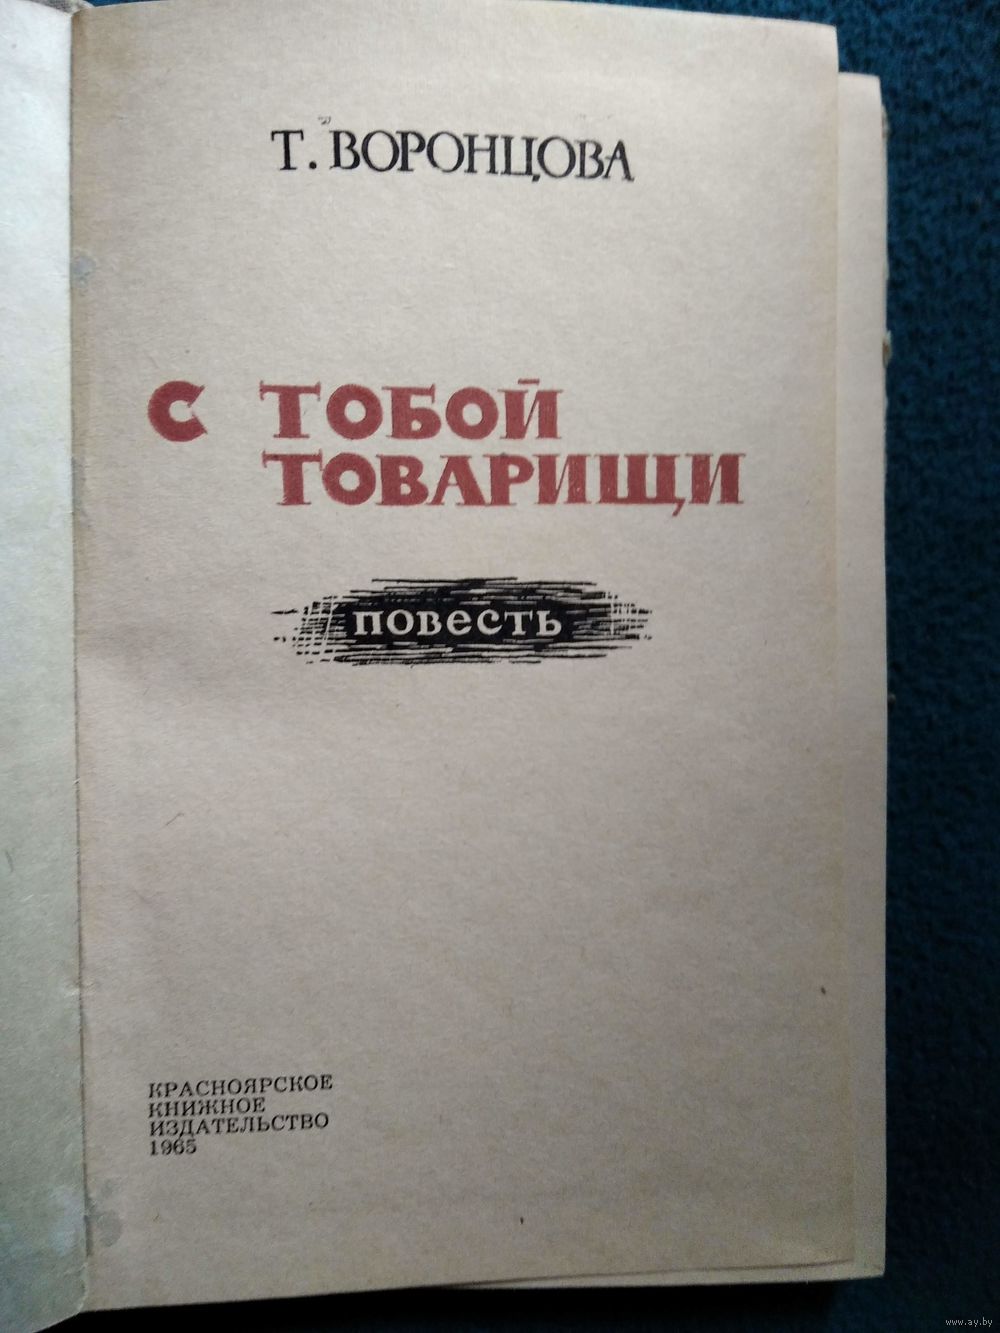 Т. ВОРОНЦОВА
С ТОБОЙ
ТОВАРИЩИ
повесть
КРАСНОЯРСКОЕ
КНИЖНОЕ
ИЗДАТЕЛЬСТВО
1965
www.ay.by